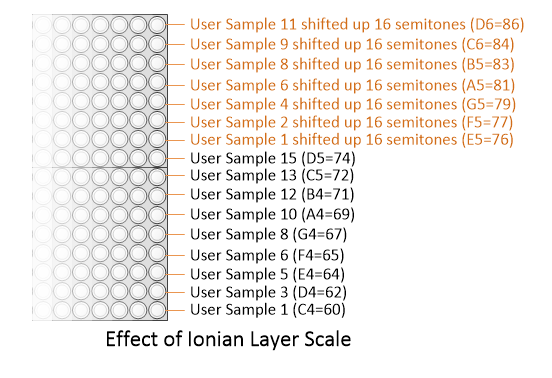 User Sample 11 shifted up 16 semitones (D6=86)
User Sample 9 shifted up 16 semitones (C6=84)
User Sample 8 shifted up 16 semitones (B5=83)
User Sample 6 shifted up 16 semitones (A5=81)
User Sample 4 shifted up 16 semitones (G5=79)
User Sample 2 shifted up 16 semitones (F5=77)
User Sample 1 shifted up 16 semitones (E5=76)
User Sample 15 (D5=74)
User Sample 13 (C5=72)
User Sample 12 (B4=71)
User Sample 10 (A4=69)
User Sample 8 (G4=67)
User Sample 6 (F4=65)
User Sample 5 (E4=64)
User Sample 3 (D4=62)
User Sample 1 (C4=60)
Effect of Ionian Layer Scale